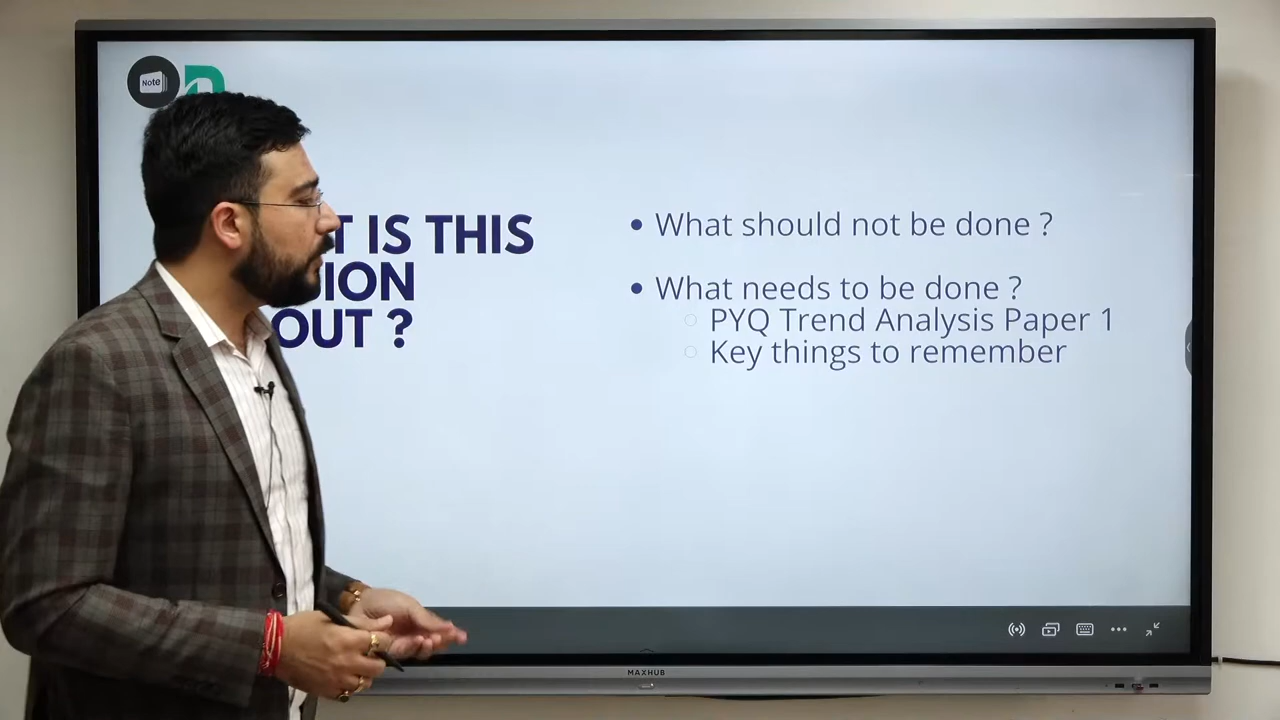 Note
T IS THIS
ION
OUT ?
• What should not be done ?
• What needs to be done ?
○ PYQ Trend Analysis Paper 1
○ Key things to remember
MAXHUB